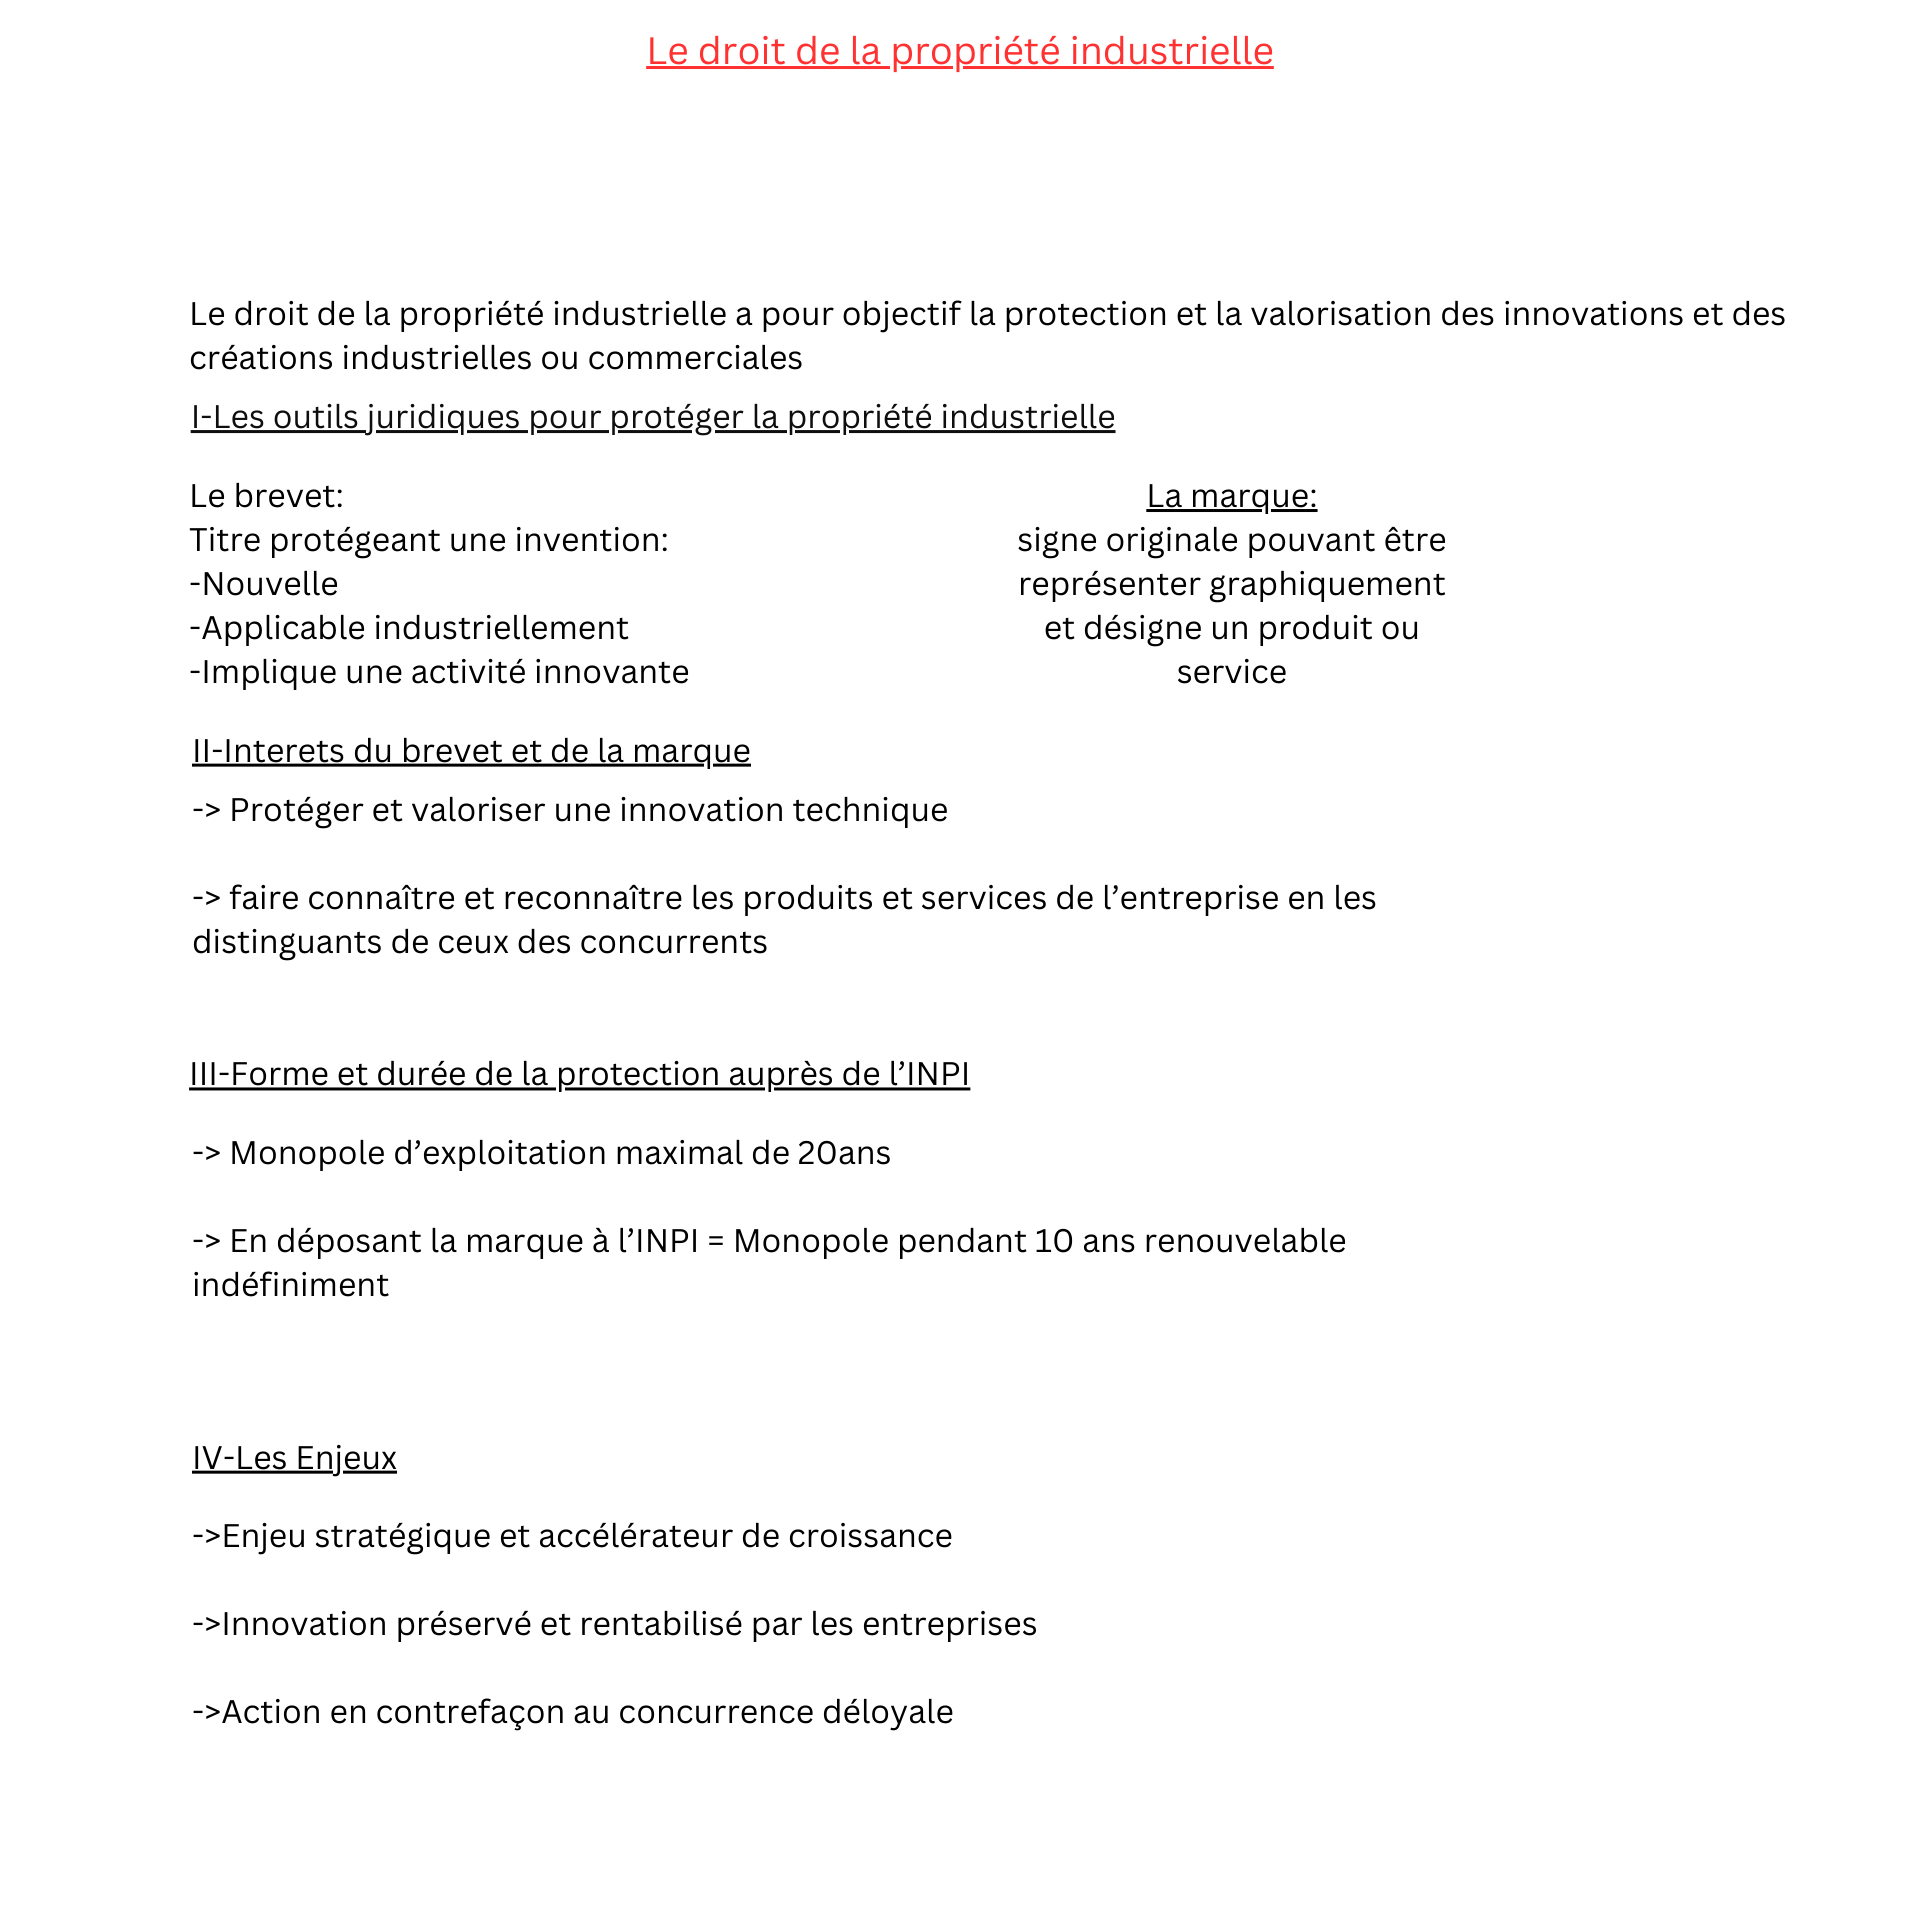 Le droit de la propriété industrielle
Le droit de la propriété industrielle a pour objectif la protection et la valorisation des innovations et des
créations industrielles ou commerciales
I-Les outils juridiques pour protéger la propriété industrielle
Le brevet:
Titre protégeant une invention:
-Nouvelle
-Applicable industriellement
-Implique une activité innovante
La marque:
signe originale pouvant être
représenter graphiquement
et désigne un produit ou
service
II-Interets du brevet et de la marque
-> Protéger et valoriser une innovation technique
-> faire connaître et reconnaître les produits et services de l’entreprise en les
distinguants de ceux des concurrents
III-Forme et durée de la protection auprès de l’INPI
-> Monopole d’exploitation maximal de 20ans
-> En déposant la marque à l’INPI = Monopole pendant 10 ans renouvelable
indéfiniment
IV-Les Enjeux
->Enjeu stratégique et accélérateur de croissance
->Innovation préservé et rentabilisé par les entreprises
->Action en contrefaçon au concurrence déloyale